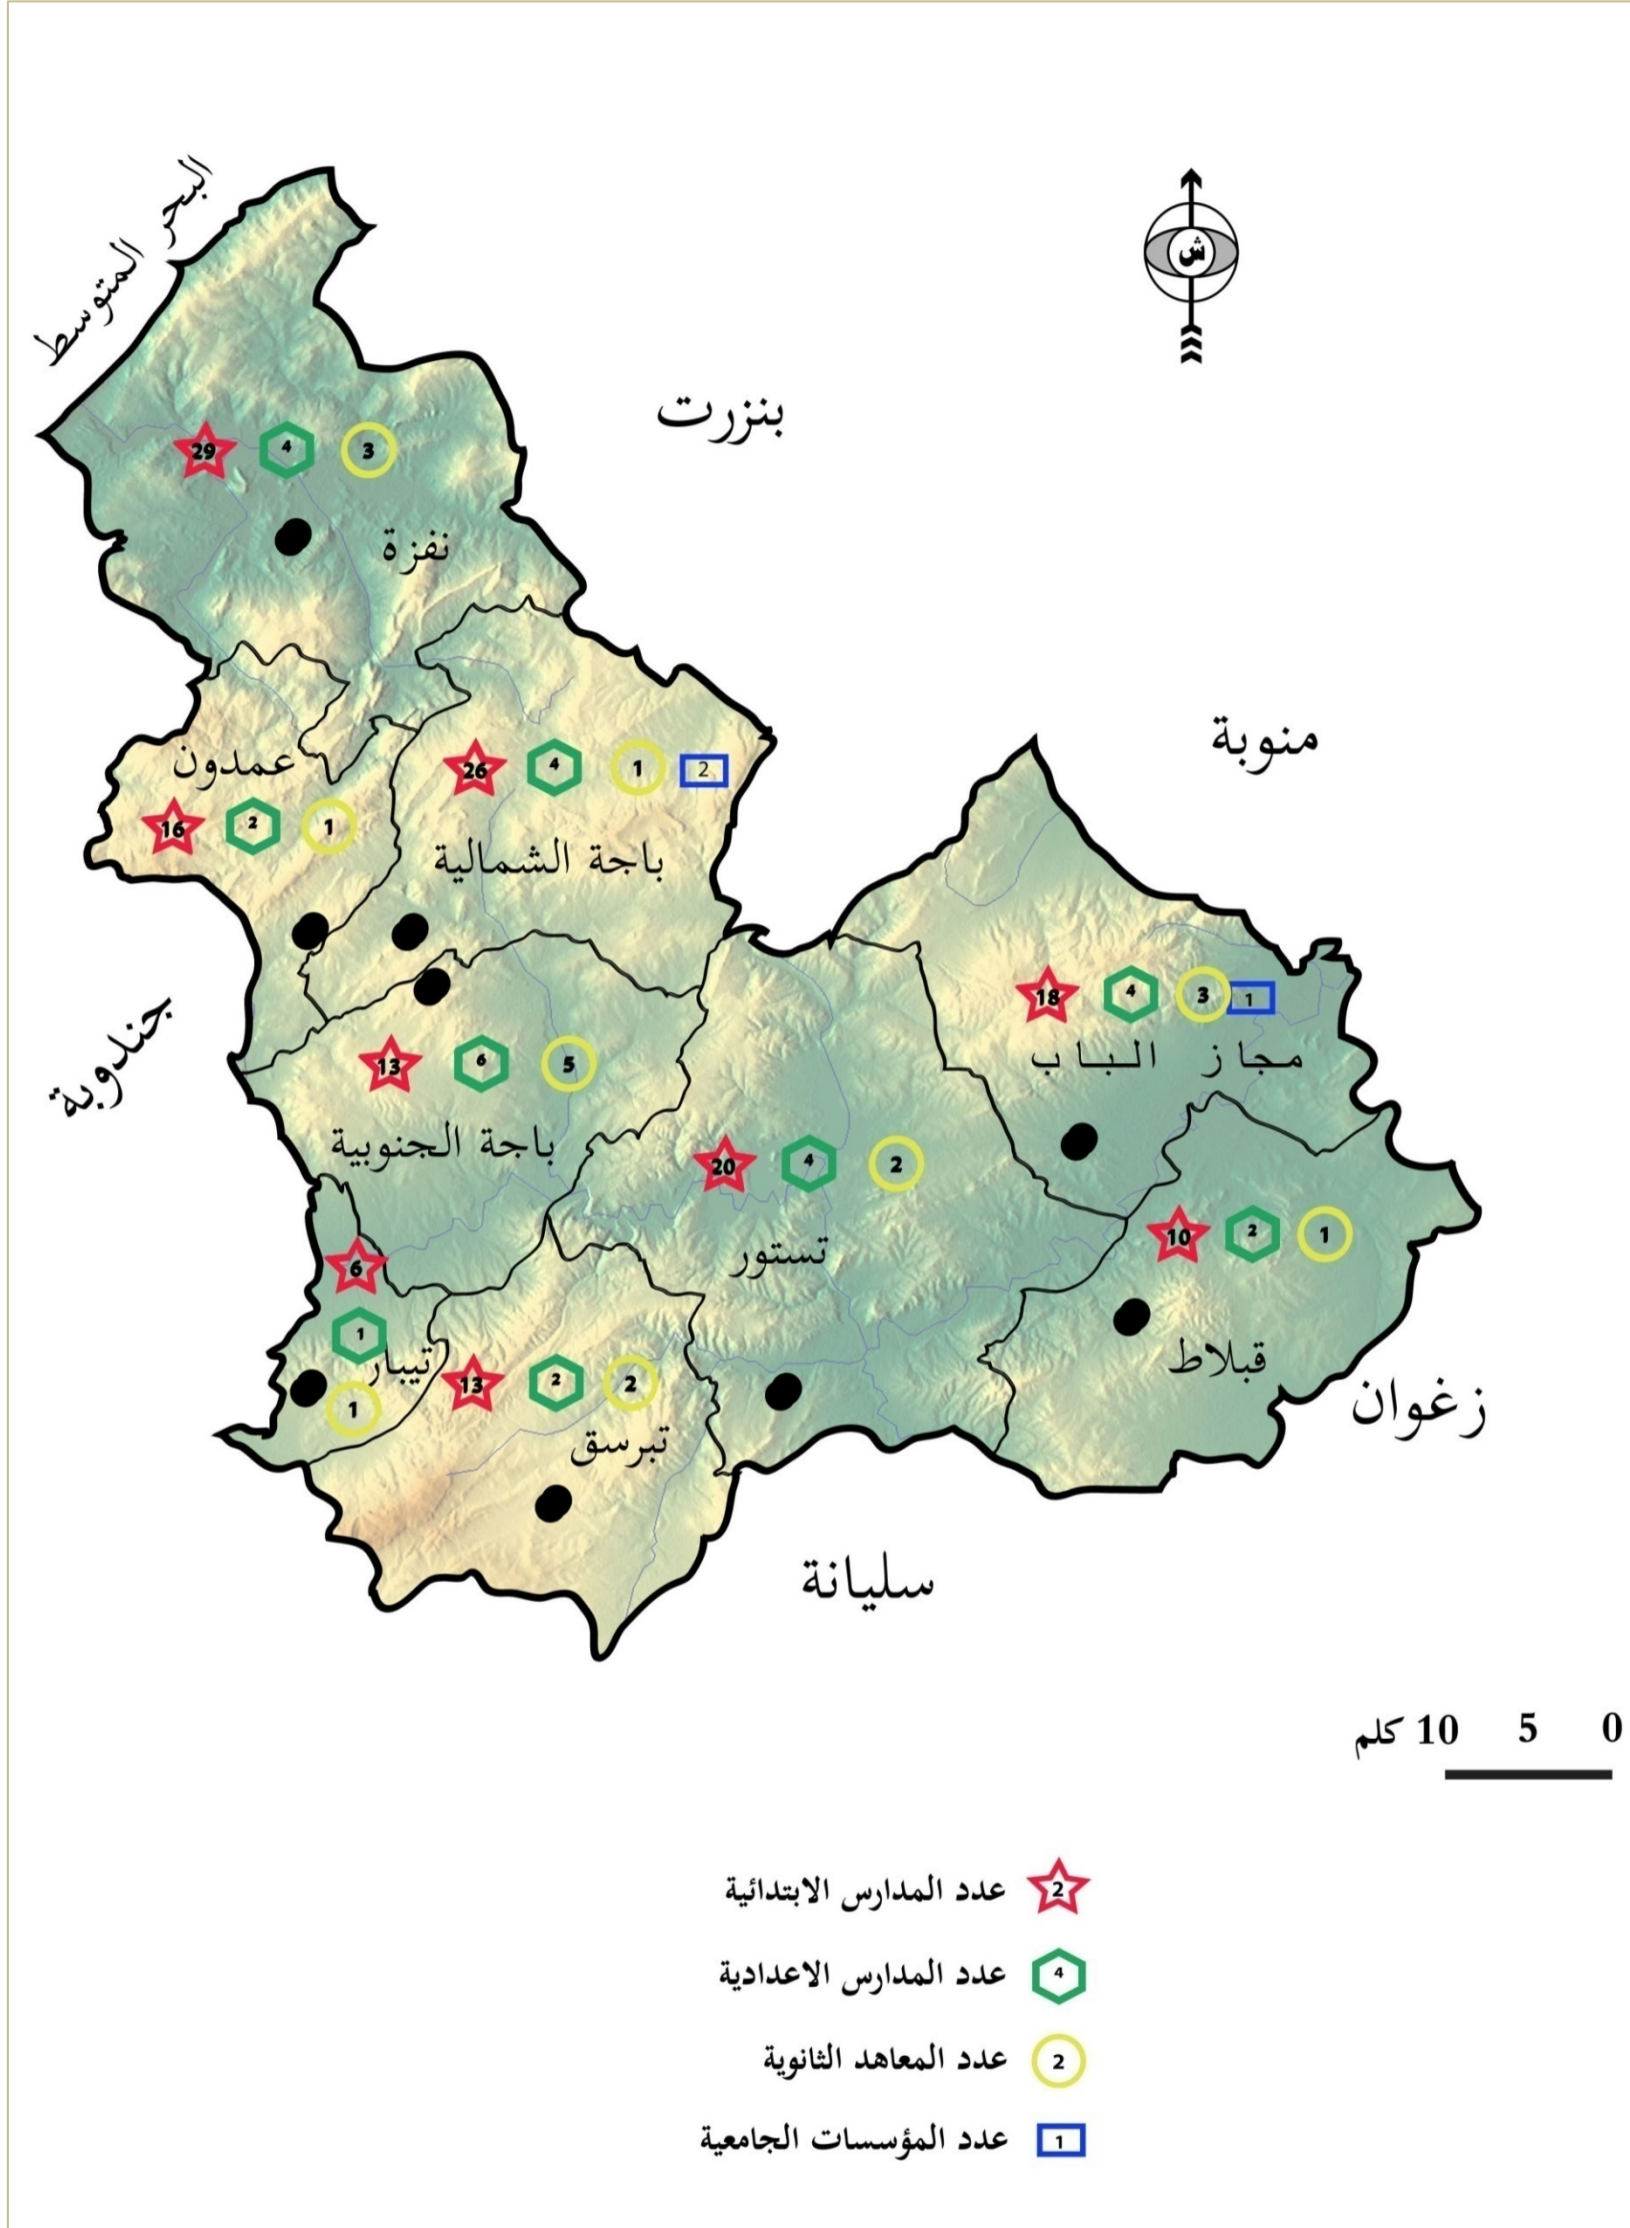 البحر المتوسط
ش
بنزرت
29 4 3
نفزة
منوبة
عمدون
26 4 1 2
16 2 1
باجة الشمالية
جندوبة
18 4 3 1
مجاز الباب
13 6 5
باجة الجنوبية
20 4 2
تستور
10 2 1
قبلاط
6
1
تيبار
1
13 2 2
تبرسق
زغوان
سليانة
0 5 10 كلم
2 عدد المدارس الابتدائية
4 عدد المدارس الاعدادية
2 عدد المعاهد الثانوية
1 عدد المؤسسات الجامعية